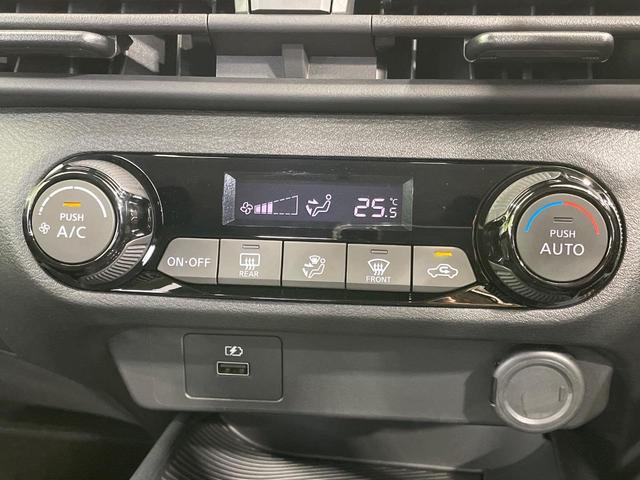 PUSH
A/C
25.5 °C
PUSH
AUTO
ON·OFF
REAR
FRONT